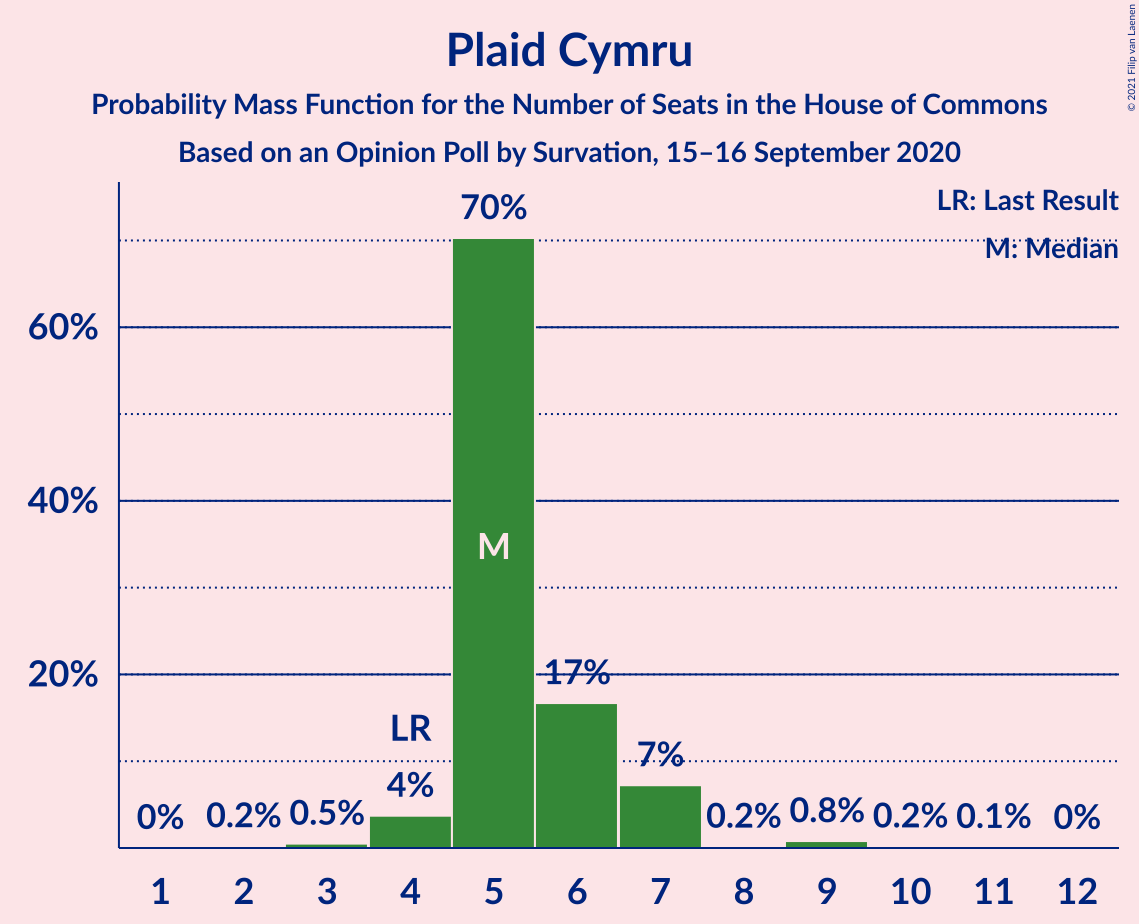 Plaid Cymru
Probability Mass Function for the Number of Seats in the House of Commons
Based on an Opinion Poll by Survation, 15–16 September 2020
© 2021 Filip van Laenen
LR: Last Result
M: Median
60%
40%
20%
0%
0.2%
0.5%
LR
4%
70%
M
17%
7%
0.2%
0.8%
0.2%
0.1%
0%
1 2 3 4 5 6 7 8 9 10 11 12